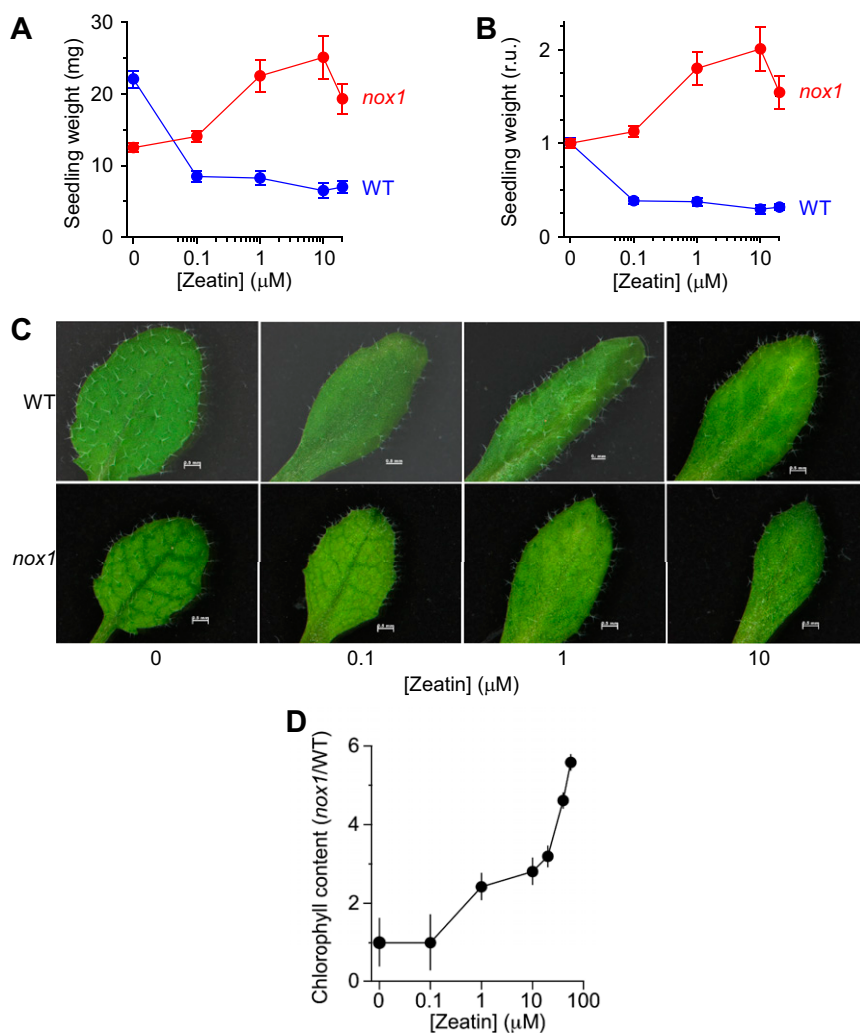 A
Seedling weight (mg)
30
20
10
0
nox1
WT
0 0.1 1 10
[Zeatin] (μM)
B
Seedling weight (r.u.)
2
1
0
nox1
WT
0 0.1 1 10
[Zeatin] (μM)
C
WT
nox1
0 0.1 1 10
[Zeatin] (μM)
D
Chlorophyll content (nox1/WT)
6
4
2
0
0 0.1 1 10 100
[Zeatin] (μM)